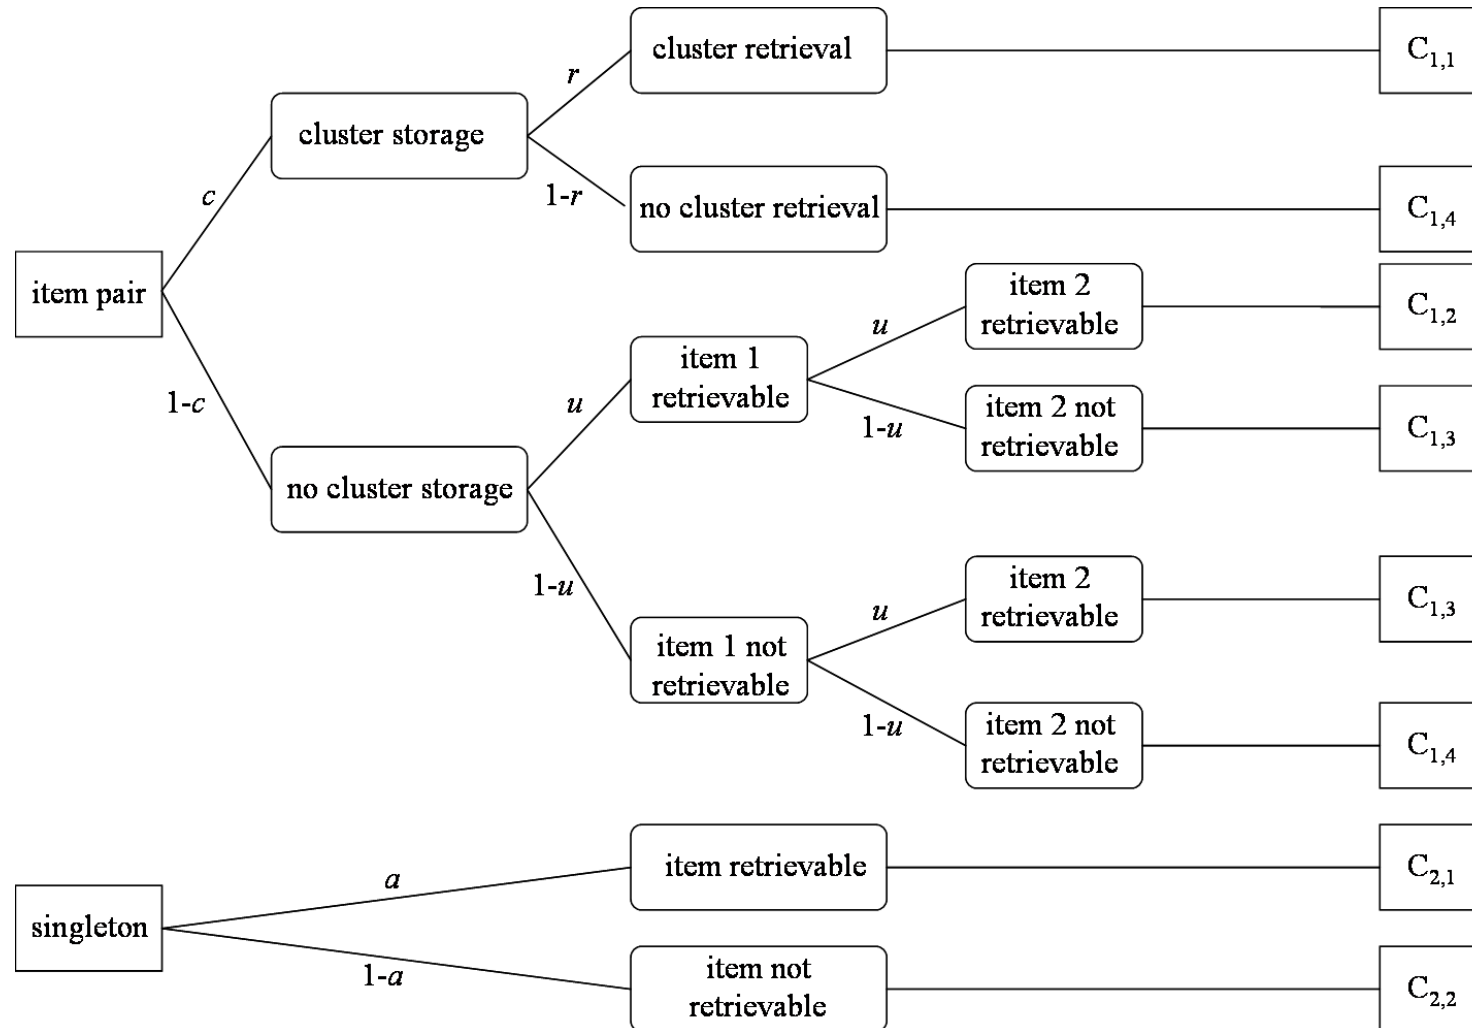 cluster retrieval
C1,1
r
cluster storage
1-r
c
no cluster retrieval
C1,4
item pair
item 2
retrievable
C1,2
u
item 1
retrievable
1-c
u
1-u
item 2 not
retrievable
C1,3
no cluster storage
1-u
item 2
retrievable
C1,3
u
item 1 not
retrievable
1-u
item 2 not
retrievable
C1,4
singleton
a
item retrievable
C2,1
1-a
item not
retrievable
C2,2